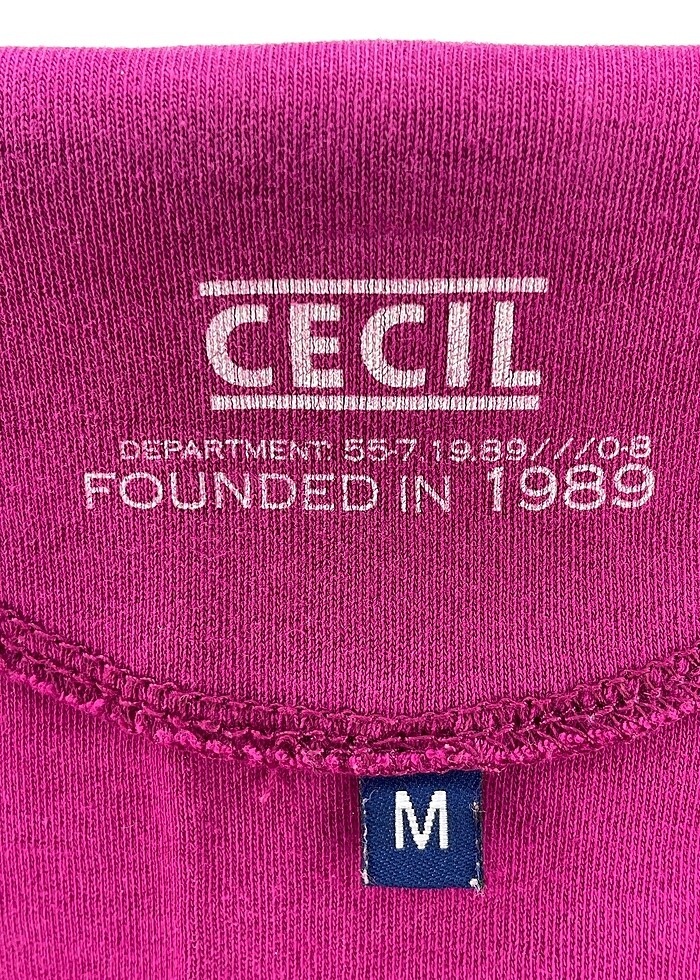 CECIL
DEPARTMENT: 55-7.19.89///0-8
FOUNDED IN 1989
M